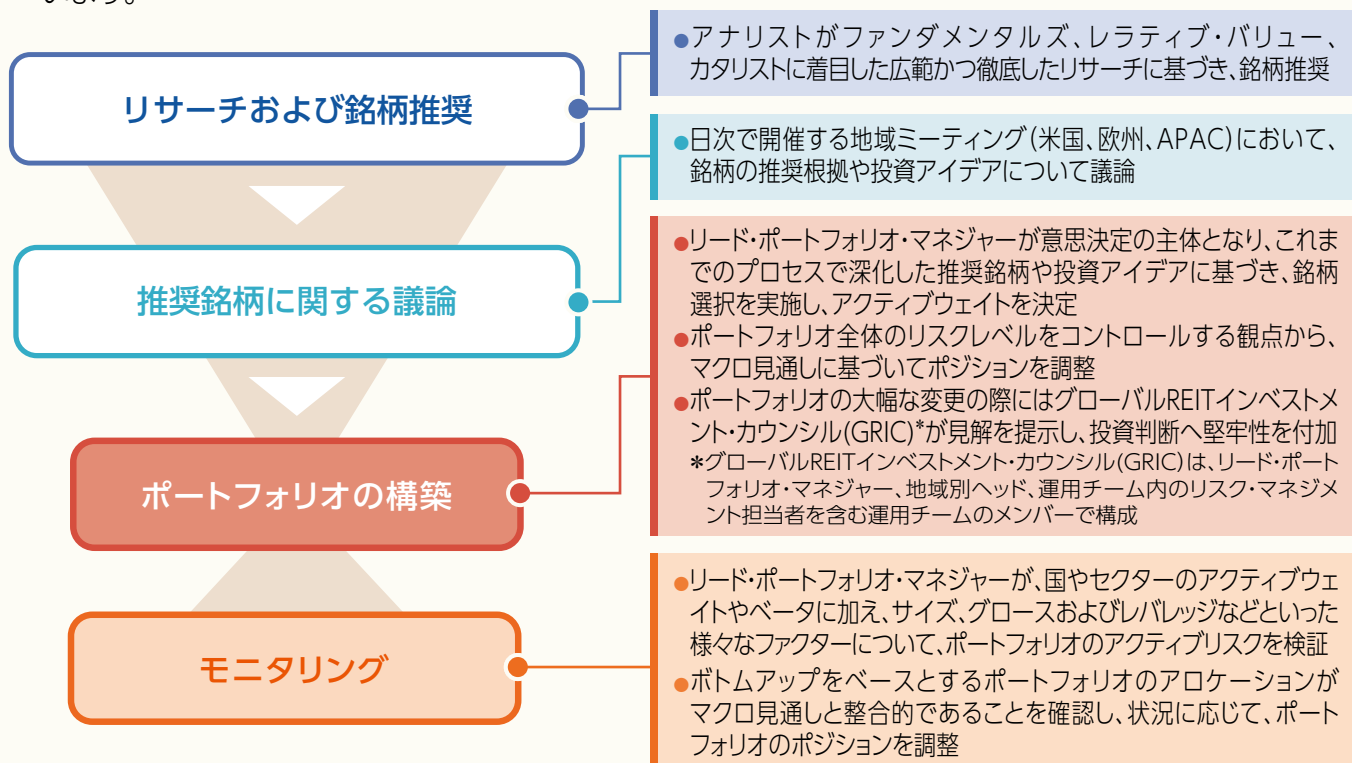 います。
リサーチおよび銘柄推奨
●アナリストがファンダメンタルズ、レラティブ・バリュー、
カタリストに着目した広範かつ徹底したリサーチに基づき、銘柄推奨
推奨銘柄に関する議論
●日次で開催する地域ミーティング(米国、欧州、APAC)において、
銘柄の推奨根拠や投資アイデアについて議論
ポートフォリオの構築
●リード・ポートフォリオ・マネジャーが意思決定の主体となり、これま
でのプロセスで深化した推奨銘柄や投資アイデアに基づき、銘柄
選択を実施し、アクティブウェイトを決定
●ポートフォリオ全体のリスクレベルをコントロールする観点から、
マクロ見通しに基づいてポジションを調整
●ポートフォリオの大幅な変更の際にはグローバルREITインベストメ
ント・カウンシル(GRIC)*が見解を提示し、投資判断へ堅牢性を付加
*グローバルREITインベストメント・カウンシル(GRIC)は、リード・ポート
フォリオ・マネジャー、地域別ヘッド、運用チーム内のリスク・マネジメ
ント担当者を含む運用チームのメンバーで構成
モニタリング
●リード・ポートフォリオ・マネジャーが、国やセクターのアクティブウェ
イトやベータに加え、サイズ、グロースおよびレバレッジなどといった
様々なファクターについて、ポートフォリオのアクティブリスクを検証
●ボトムアップをベースとするポートフォリオのアロケーションが
マクロ見通しと整合的であることを確認し、状況に応じて、ポート
フォリオのポジションを調整